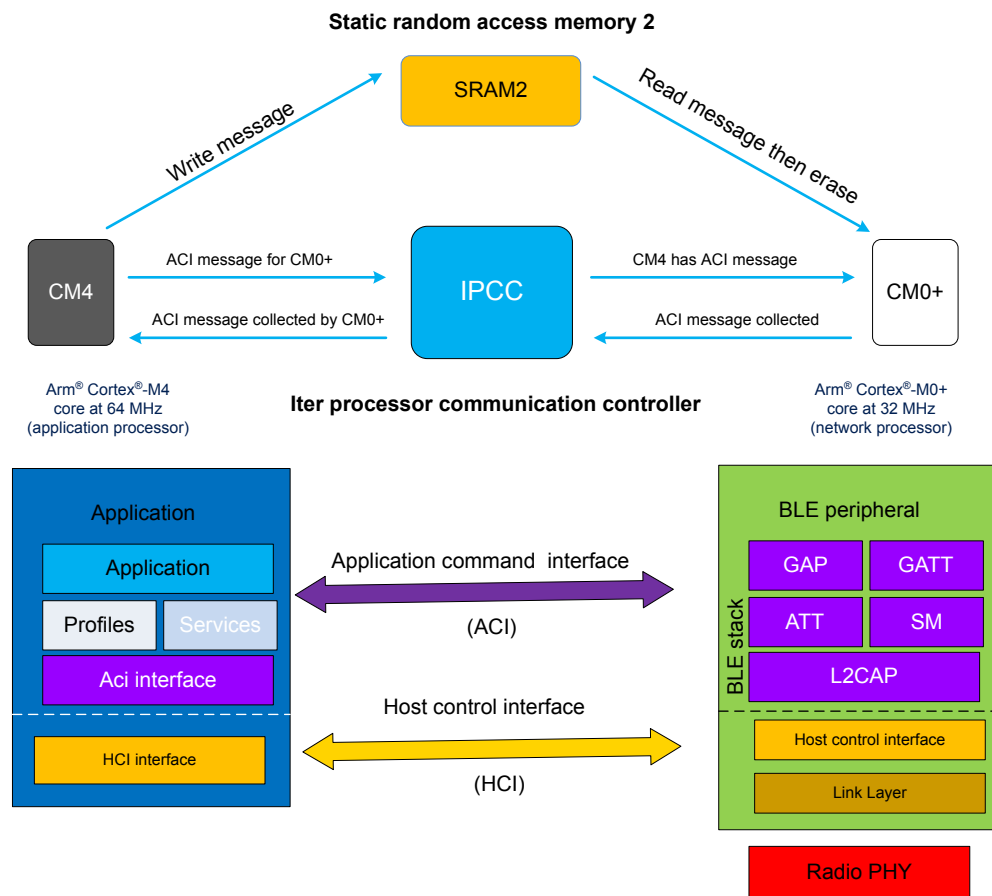 Static random access memory 2
SRAM2
Write message
Read message then erase
CM4
ACI message for CM0+
ACI message collected by CM0+
IPCC
CM4 has ACI message
ACI message collected
CM0+
Arm® Cortex®-M4
core at 64 MHz
(application processor)
Iter processor communication controller
Arm® Cortex®-M0+
core at 32 MHz
(network processor)
Application
Application
Profiles
Services
Aci interface
HCI interface
Application command interface
(ACI)
Host control interface
(HCI)
BLE peripheral
BLE stack
GAP
GATT
ATT
SM
L2CAP
Host control interface
Link Layer
Radio PHY